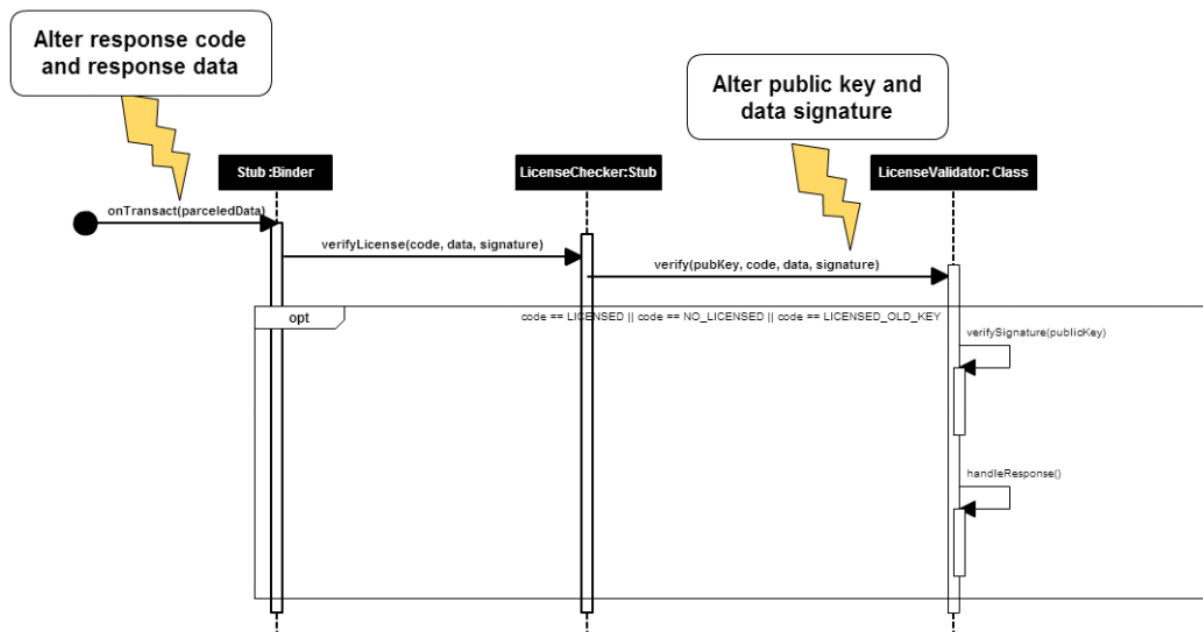 Alter response code
and response data
Alter public key and
data signature
Stub :Binder
LicenseChecker:Stub
LicenseValidator: Class
onTransact(parceledData)
verifyLicense(code, data, signature)
verify(pubKey, code, data, signature)
opt
code == LICENSED || code == NO_LICENSED || code == LICENSED_OLD_KEY
verifySignature(publicKey)
handleResponse()